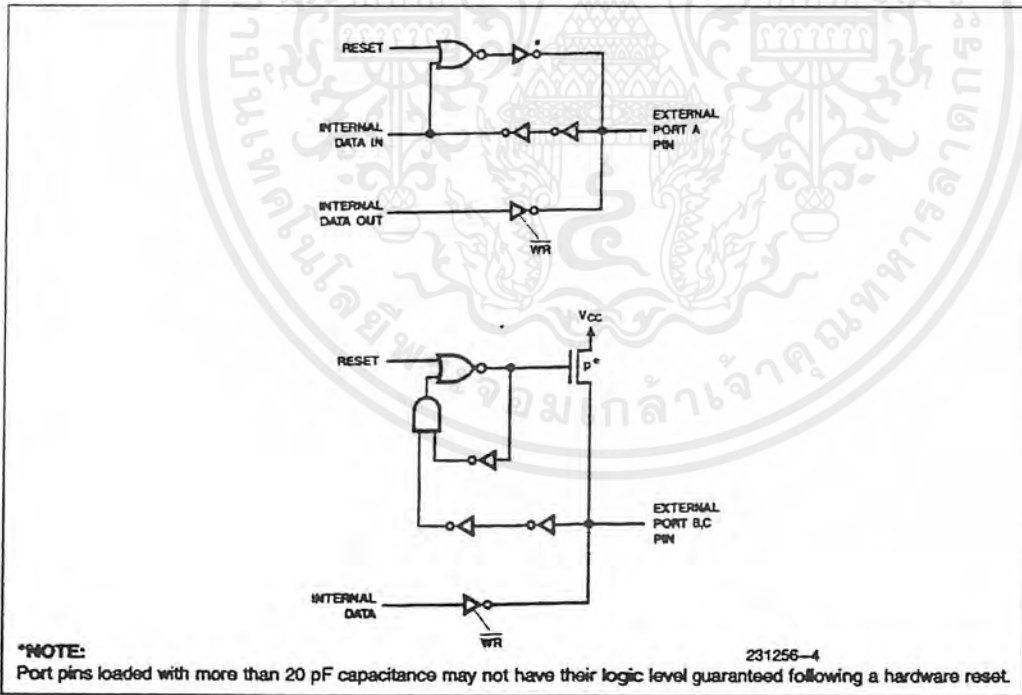 RESET
*
INTERNAL
DATA IN
EXTERNAL
PORT A
PIN
INTERNAL
DATA OUT
WR
VCC
RESET
P*
EXTERNAL
PORT B,C
PIN
INTERNAL
DATA
WR
231256–4
*NOTE:
Port pins loaded with more than 20 pF capacitance may not have their logic level guaranteed following a hardware reset.